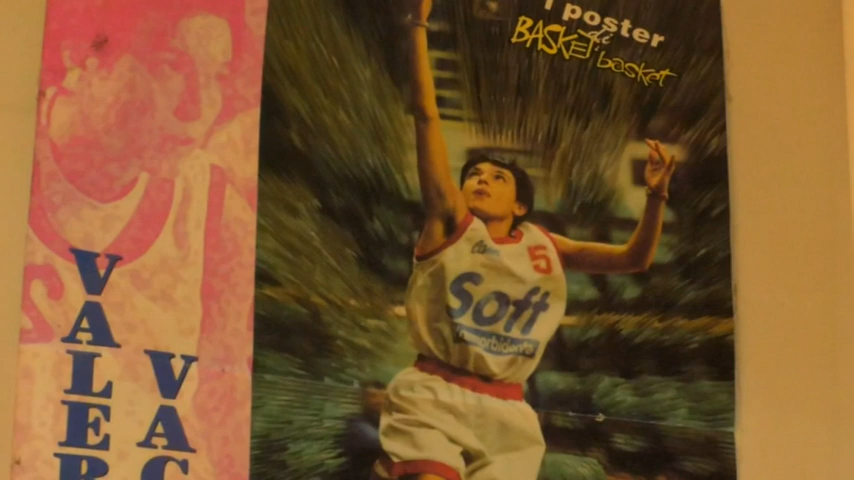 I poster
di
BASKET basket
5
Soft
VALER
VAC